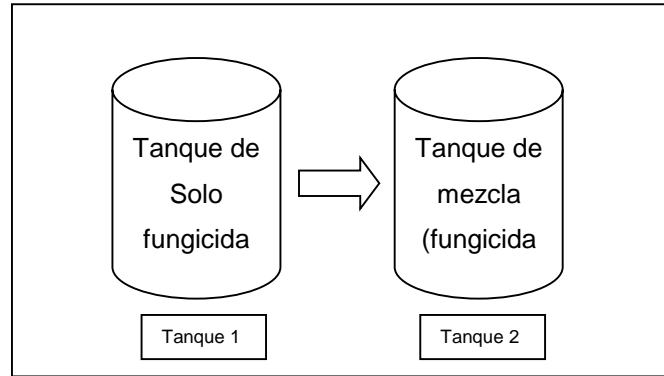 Tanque de
Solo
fungicida
Tanque de
mezcla
(fungicida
Tanque 1
Tanque 2